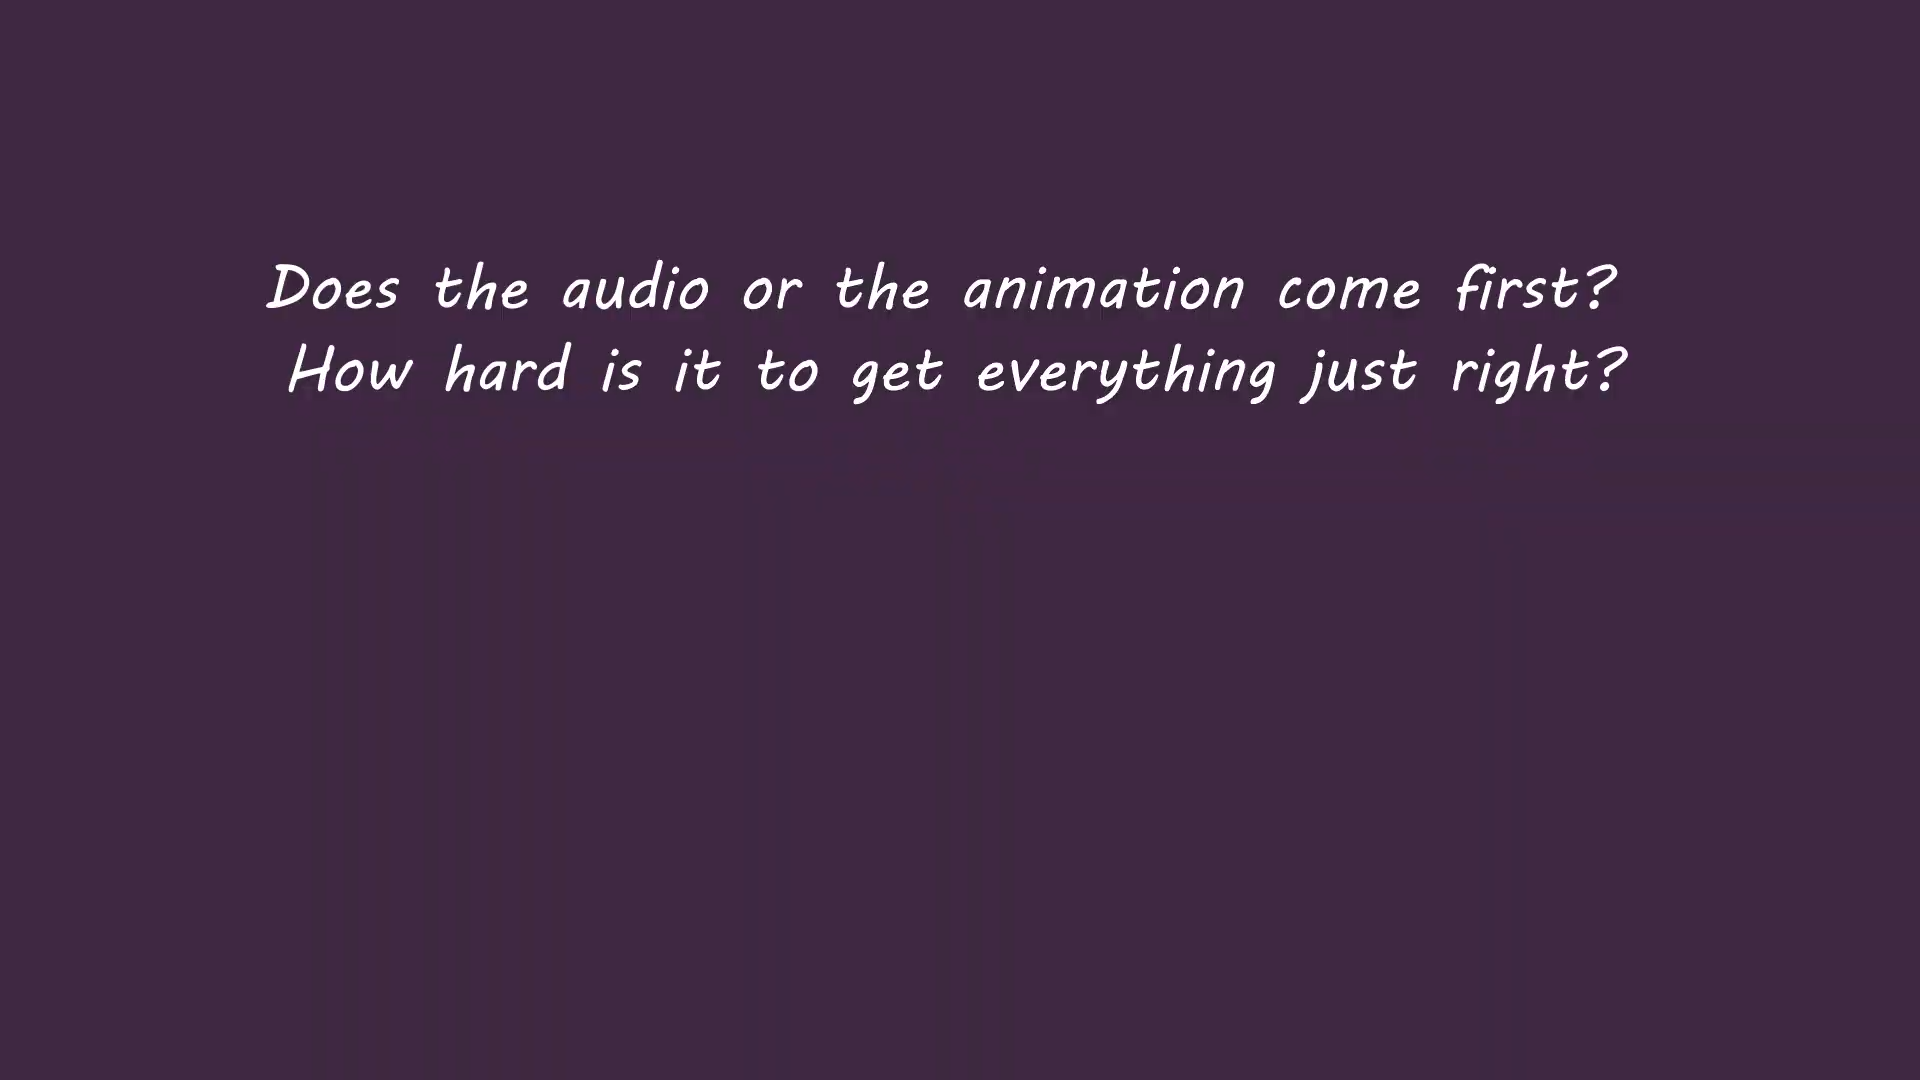 Does the audio or the animation come first?
How hard is it to get everything just right?